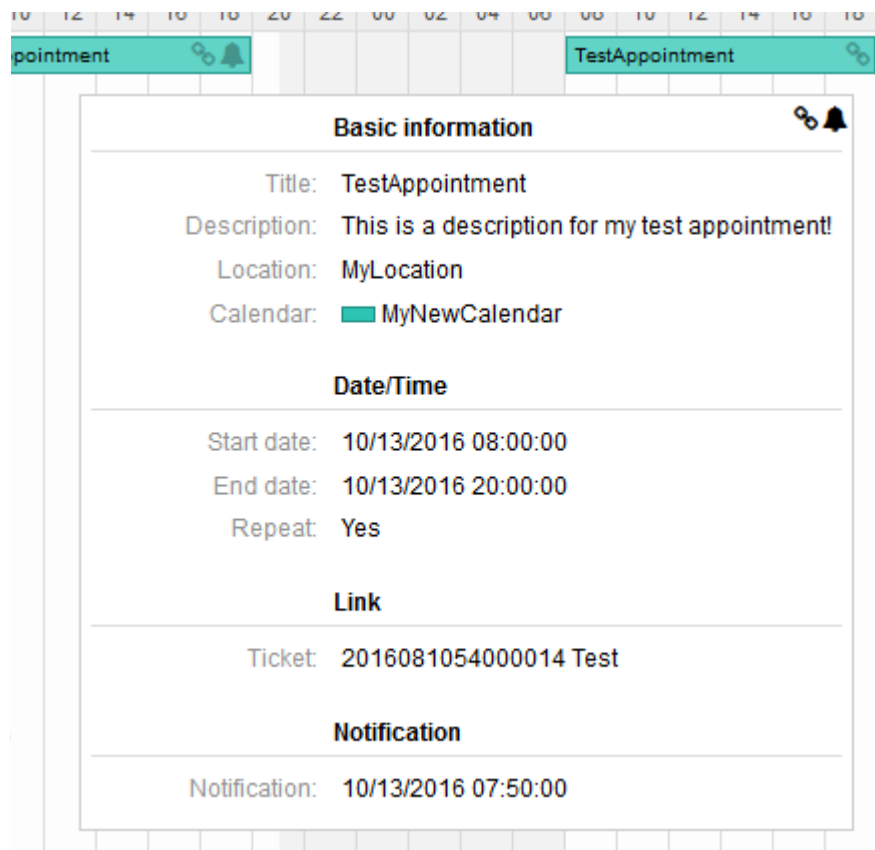 10 12 14 16 18 20 22 00 02 04 06 08 10 12 14 16 18
ppointment TestAppointment
Basic information
Title: TestAppointment
Description: This is a description for my test appointment!
Location: MyLocation
Calendar: MyNewCalendar
Date/Time
Start date: 10/13/2016 08:00:00
End date: 10/13/2016 20:00:00
Repeat: Yes
Link
Ticket: 2016081054000014 Test
Notification
Notification: 10/13/2016 07:50:00